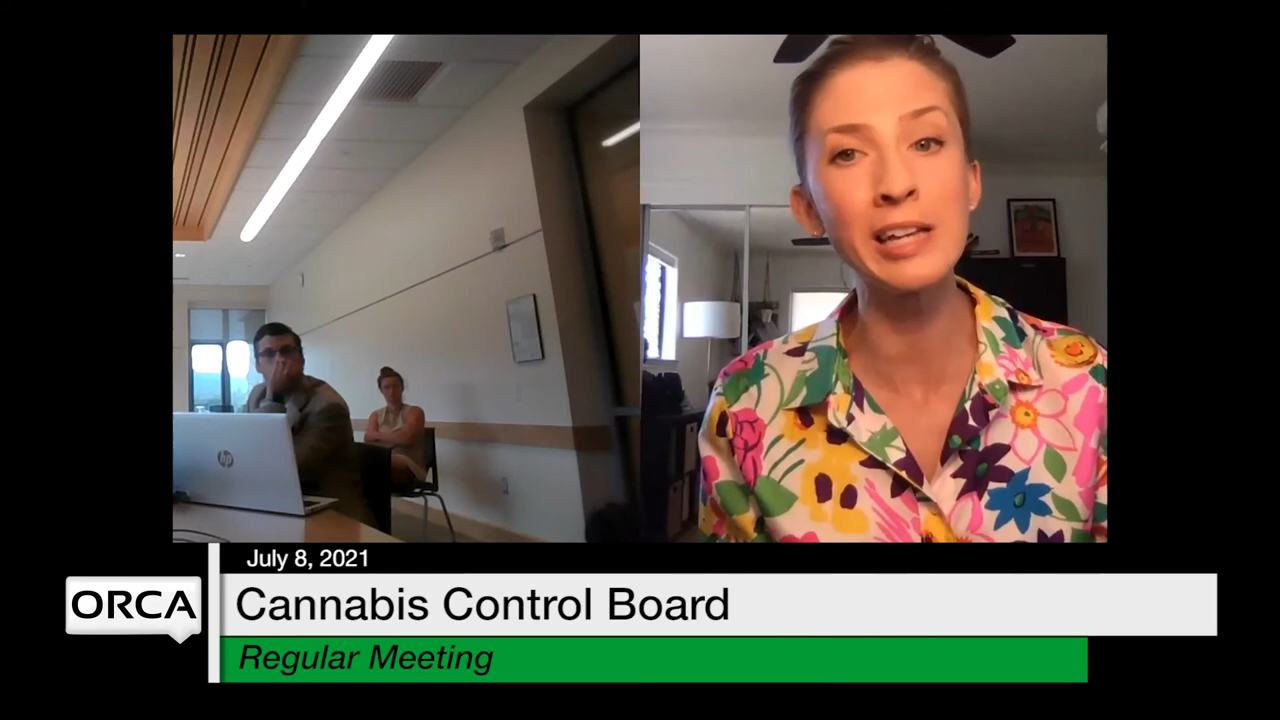 hp
July 8, 2021
ORCA
Cannabis Control Board
Regular Meeting